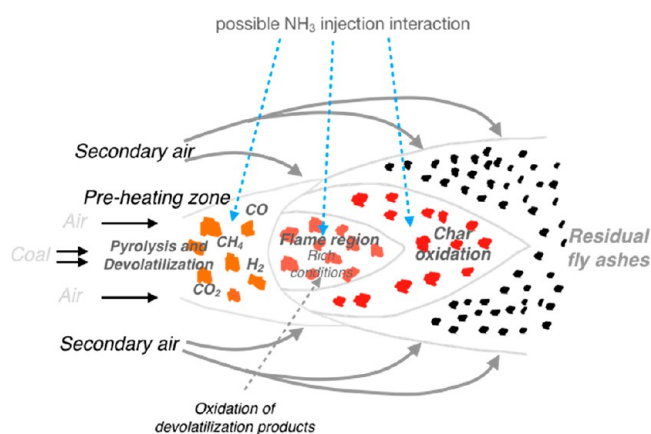 possible NH3 injection interaction
Secondary air
Pre-heating zone
CO
Air
CH4
Pyrolysis and
Devolatilization
Coal
H2
CO2
Air
Flame region
Rich
conditions
Char
oxidation
Residual
fly ashes
Secondary air
Oxidation of
devolatilization products